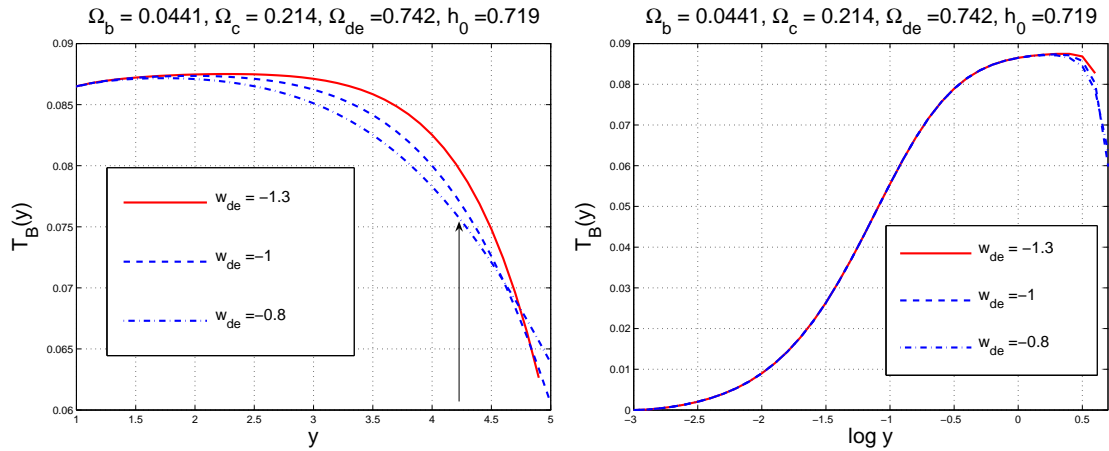 Ω_b = 0.0441, Ω_c = 0.214, Ω_de =0.742, h_0 =0.719
0.09
0.085
0.08
0.075
0.07
0.065
0.06
T_B(y)
w_de = −1.3
w_de =−1
w_de =−0.8
1 1.5 2 2.5 3 3.5 4 4.5 5
y
Ω_b = 0.0441, Ω_c = 0.214, Ω_de =0.742, h_0 =0.719
0.09
0.08
0.07
0.06
0.05
0.04
0.03
0.02
0.01
0
T_B(y)
w_de = −1.3
w_de =−1
w_de =−0.8
−3 −2.5 −2 −1.5 −1 −0.5 0 0.5
log y